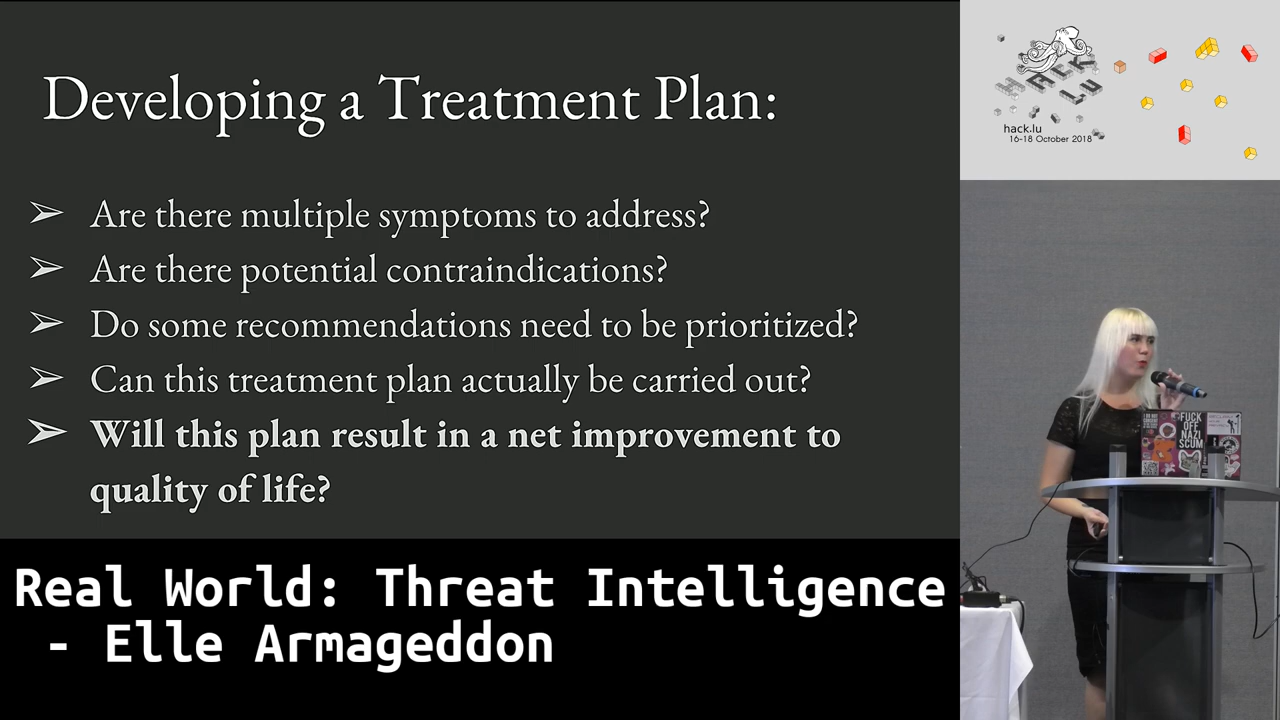 Developing a Treatment Plan:
➢ Are there multiple symptoms to address?
➢ Are there potential contraindications?
➢ Do some recommendations need to be prioritized?
➢ Can this treatment plan actually be carried out?
➢ Will this plan result in a net improvement to
quality of life?
Real World: Threat Intelligence
- Elle Armageddon
HACK
LU
hack.lu
16-18 October 2018
FUCK
OFF
NAZI
SCUM